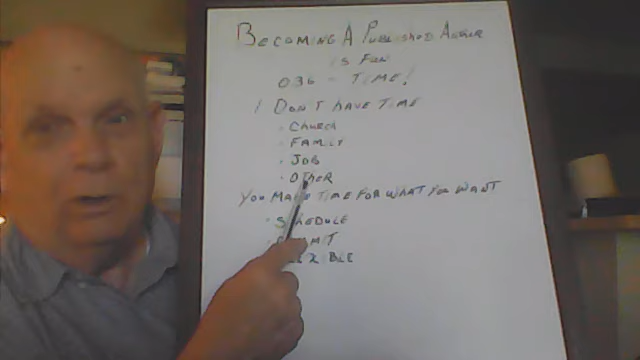 BECOMING A PUBLISHED AUTHOR
IS FUN
036 - TIME!
I DON'T HAVE TIME
• CHURCH
• FAMILY
• JOB
• OTHER
YOU MAKE TIME FOR WHAT YOU WANT
• SCHEDULE